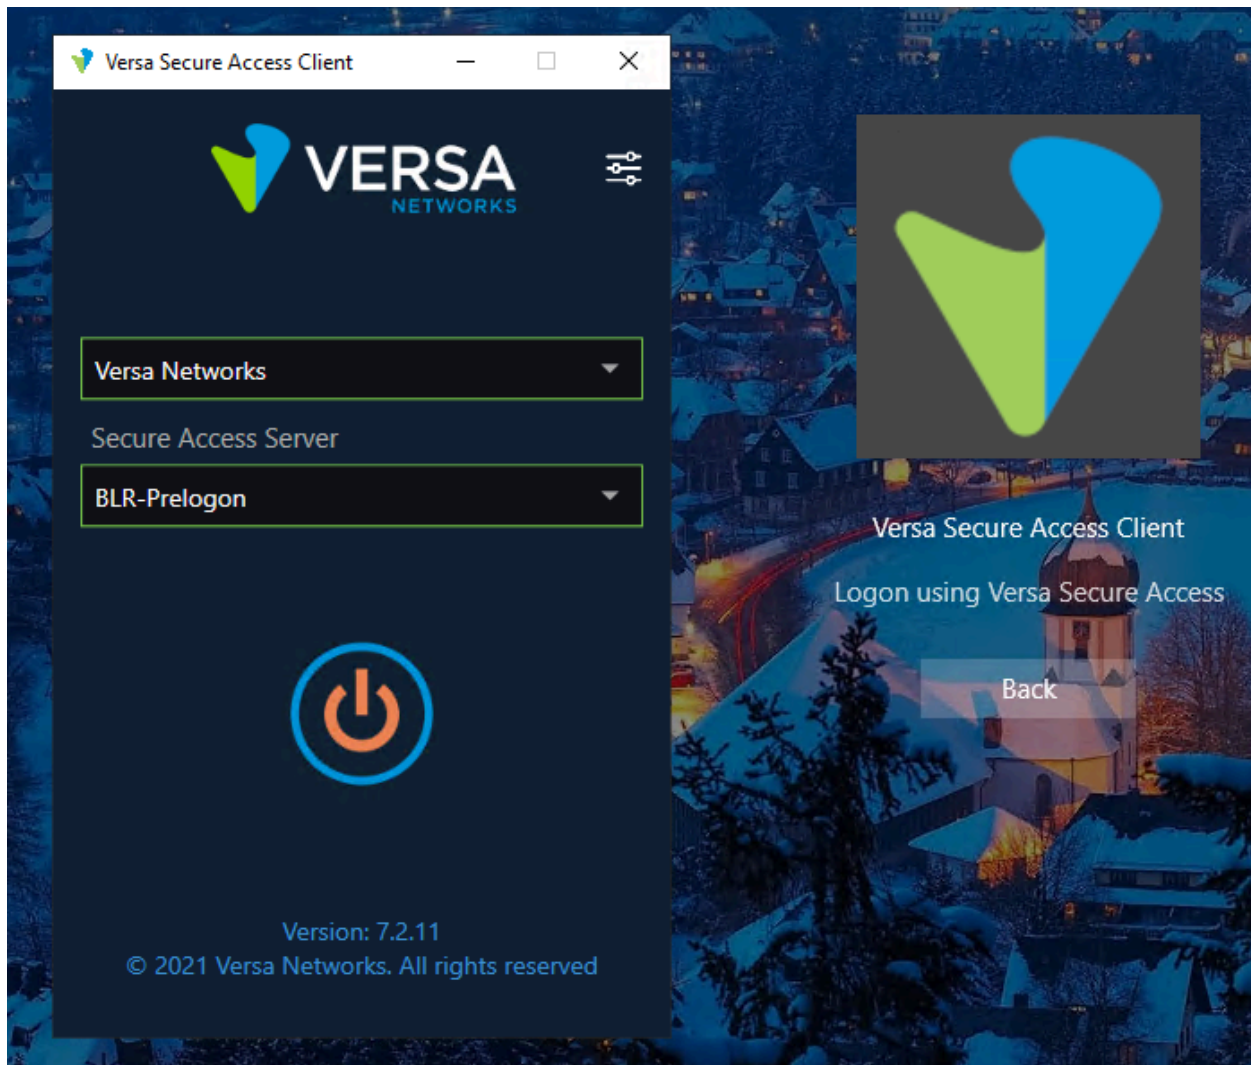 Versa Secure Access Client
VERSA
NETWORKS
Versa Networks
Secure Access Server
BLR-Prelogon
Version: 7.2.11
© 2021 Versa Networks. All rights reserved
Versa Secure Access Client
Logon using Versa Secure Access
Back